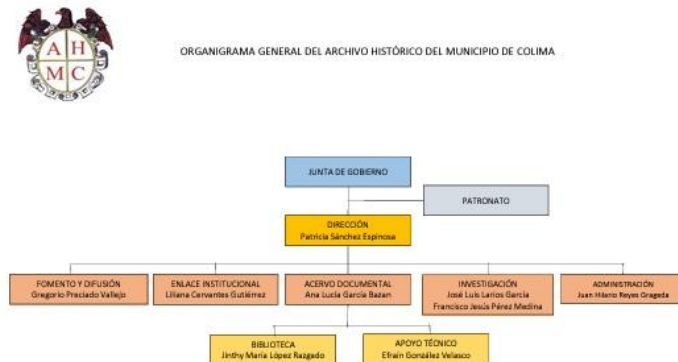 A H
M C
ORGANIGRAMA GENERAL DEL ARCHIVO HISTÓRICO DEL MUNICIPIO DE COLIMA
JUNTA DE GOBIERNO
PATRONATO
DIRECCIÓN
Patricia Sánchez Espinosa
FOMENTO Y DIFUSIÓN
Gregorio Preciado Vallejo
ENLACE INSTITUCIONAL
Liliana Cervantes Gutiérrez
ACERVO DOCUMENTAL
Ana Lucía García Bazan
INVESTIGACIÓN
José Luis Larios García
Francisco Jesús Pérez Medina
ADMINISTRACIÓN
Juan Hilario Reyes Grageda
BIBLIOTECA
Jinthy María López Razgado
APOYO TÉCNICO
Efraín González Velasco